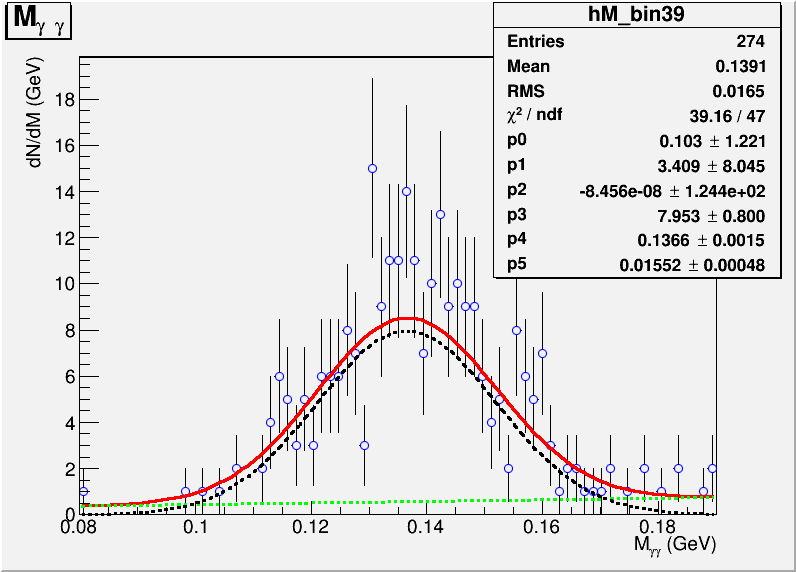 M_γ γ
hM_bin39
Entries 274
Mean 0.1391
RMS 0.0165
χ² / ndf 39.16 / 47
p0 0.103 ± 1.221
p1 3.409 ± 8.045
p2 -8.456e-08 ± 1.244e+02
p3 7.953 ± 0.800
p4 0.1366 ± 0.0015
p5 0.01552 ± 0.00048
dN/dM (GeV)
18
16
14
12
10
8
6
4
2
0
0.08 0.1 0.12 0.14 0.16 0.18
M_γγ (GeV)